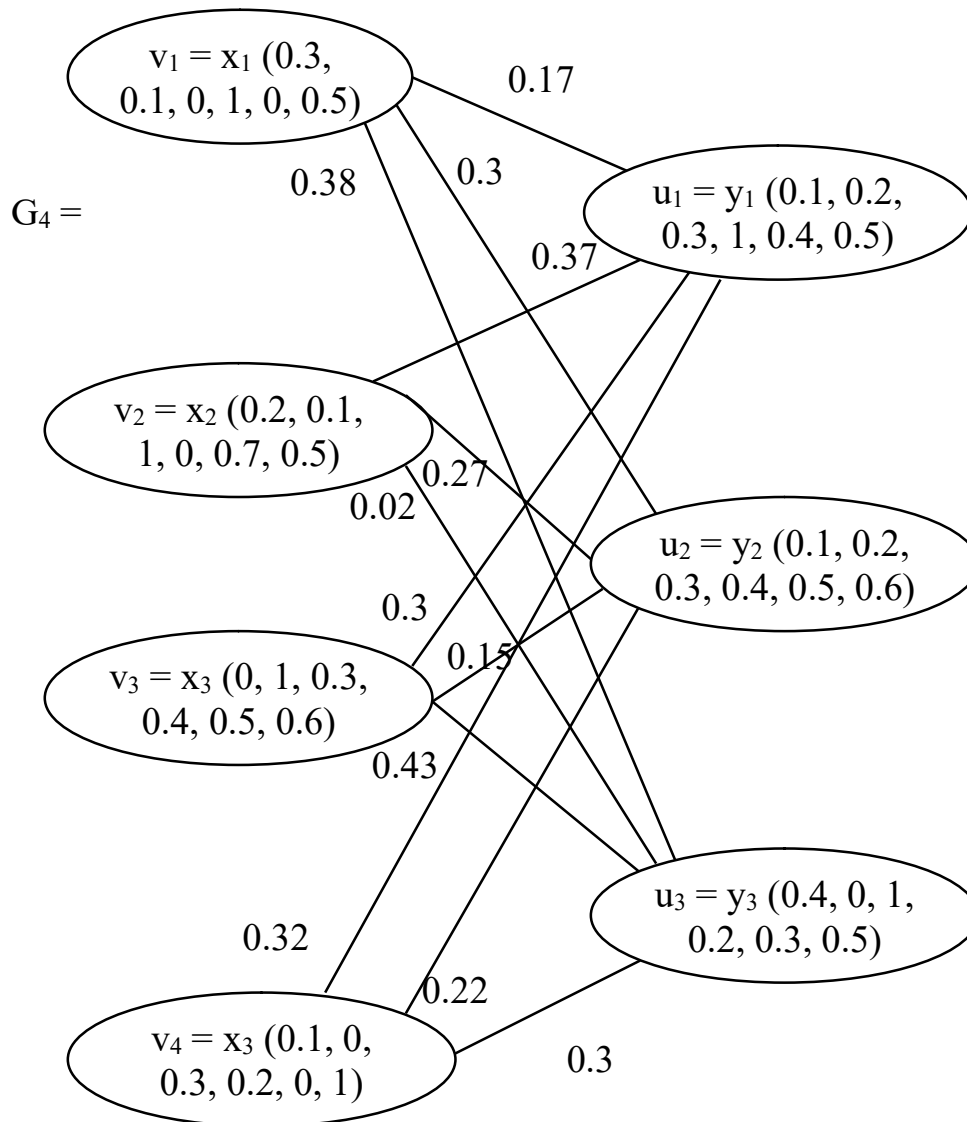 v₁ = x₁ (0.3,
0.1, 0, 1, 0, 0.5)
0.17
0.38
0.3
u₁ = y₁ (0.1, 0.2,
0.3, 1, 0.4, 0.5)
G₄ =
0.37
v₂ = x₂ (0.2, 0.1,
1, 0, 0.7, 0.5)
0.27
0.02
u₂ = y₂ (0.1, 0.2,
0.3, 0.4, 0.5, 0.6)
0.3
0.15
v₃ = x₃ (0, 1, 0.3,
0.4, 0.5, 0.6)
0.43
u₃ = y₃ (0.4, 0, 1,
0.2, 0.3, 0.5)
0.32
0.22
v₄ = x₃ (0.1, 0,
0.3, 0.2, 0, 1)
0.3